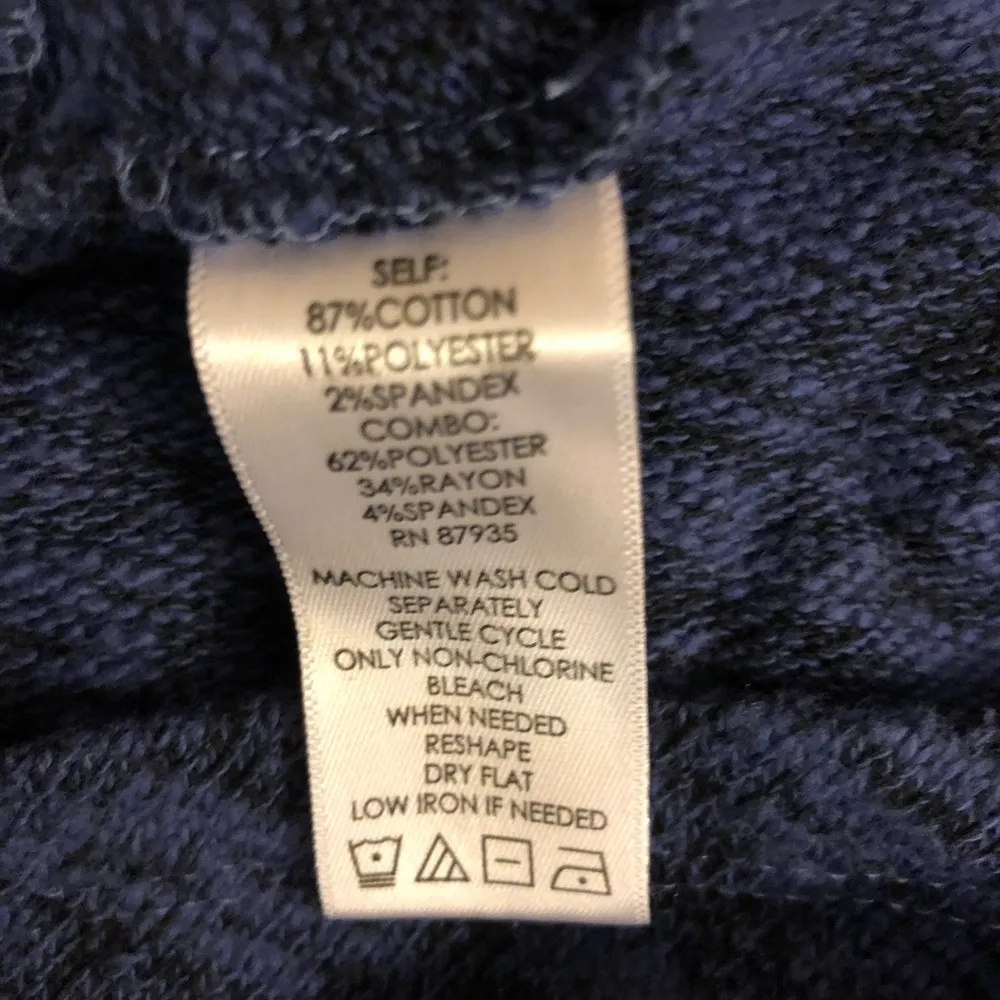 SELF:
87%COTTON
11%POLYESTER
2%SPANDEX
COMBO:
62%POLYESTER
34%RAYON
4%SPANDEX
RN 87935
MACHINE WASH COLD
SEPARATELY
GENTLE CYCLE
ONLY NON-CHLORINE
BLEACH
WHEN NEEDED
RESHAPE
DRY FLAT
LOW IRON IF NEEDED